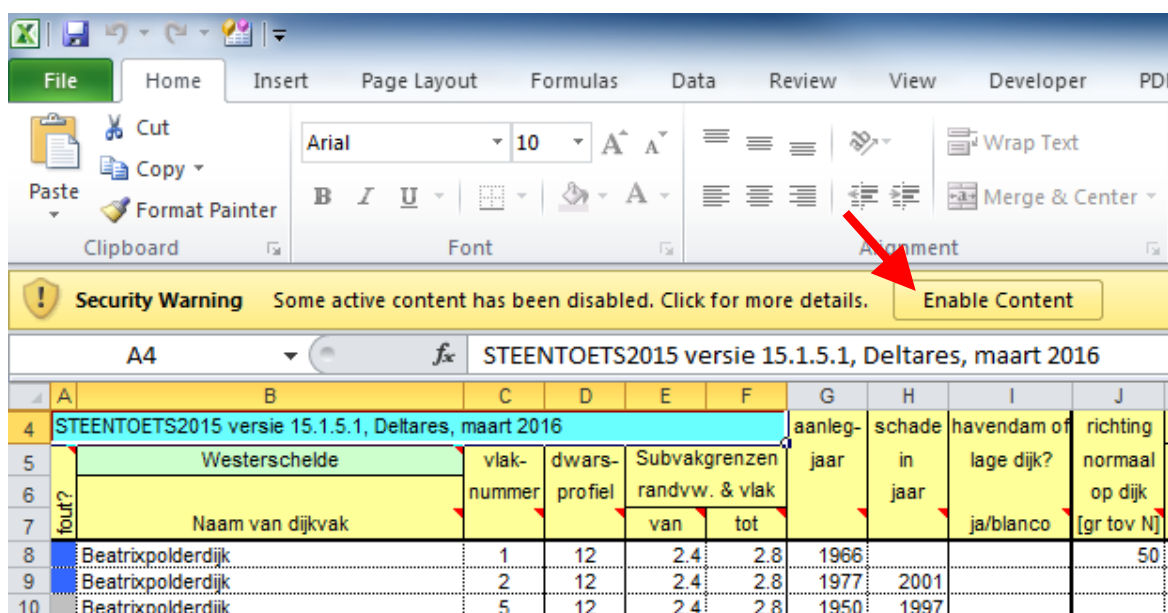 File Home Insert Page Layout Formulas Data Review View Developer
Cut
Copy
Format Painter
Paste
Clipboard
Arial 10 A A
B I U A
Font
Wrap Text
Merge & Center
Alignment
Security Warning Some active content has been disabled. Click for more details. Enable Content
A4 fx STEENTOETS2015 versie 15.1.5.1, Deltares, maart 2016
A B C D E F G H I J
4 STEENTOETS2015 versie 15.1.5.1, Deltares, maart 2016 aanleg- schade havendam of richting
5 Westerschelde vlak- dwars- Subvakgrenzen jaar in lage dijk? normaal
6 fout? nummer profiel randvw. & vlak jaar op dijk
7 Naam van dijkvak van tot ja/blanco [gr tov N]
8 Beatrixpolderdijk 1 12 2.4 2.8 1966 50
9 Beatrixpolderdijk 2 12 2.4 2.8 1977 2001
10 Beatrixpolderdijk 5 12 2.4 2.8 1950 1997